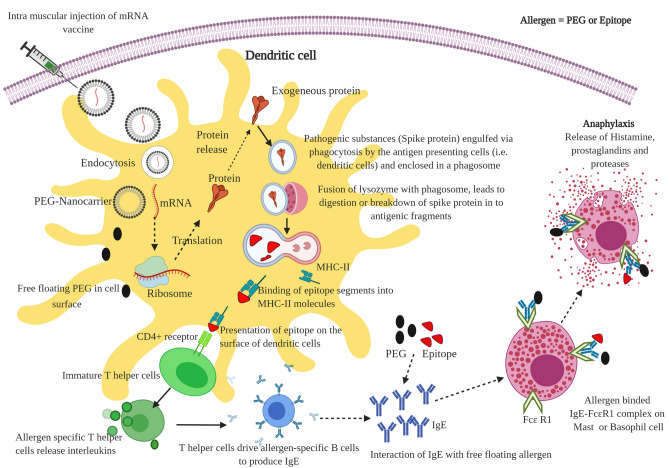 Intra muscular injection of mRNA
vaccine
Allergen = PEG or Epitope
Dendritic cell
Exogeneous protein
Protein
release
Pathogenic substances (Spike protein) engulfed via
phagocytosis by the antigen presenting cells (i.e.
dendritic cells) and enclosed in a phagosome
Anaphylaxis
Release of Histamine,
prostaglandins and
proteases
Endocytosis
Protein
Fusion of lysozyme with phagosome, leads to
digestion or breakdown of spike protein in to
antigenic fragments
PEG-Nanocarrier
mRNA
Translation
MHC-II
Free floating PEG in cell
surface
Ribosome
Binding of epitope segments into
MHC-II molecules
CD4+ receptor
Presentation of epitope on the
surface of dendritic cells
PEG
Epitope
Immature T helper cells
Allergen specific T helper
cells release interleukins
T helper cells drive allergen-specific B cells
to produce IgE
IgE
Interaction of IgE with free floating allergen
Fcε R1
Allergen binded
IgE-FcεR1 complex on
Mast or Basophil cell